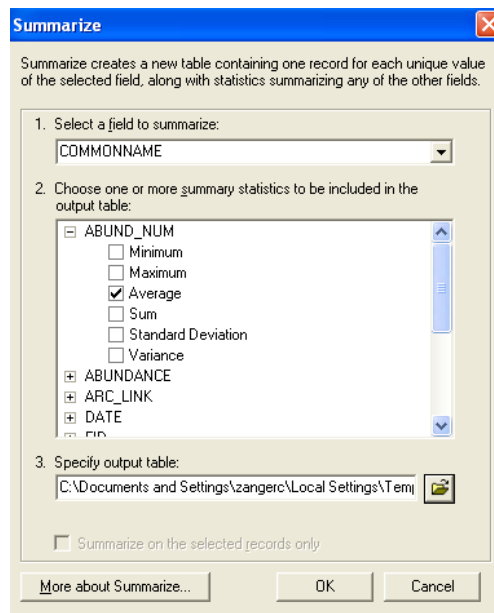 Summarize
Summarize creates a new table containing one record for each unique value
of the selected field, along with statistics summarizing any of the other fields.
1. Select a field to summarize:
COMMONNAME
2. Choose one or more summary statistics to be included in the
output table:
ABUND_NUM
Minimum
Maximum
Average
Sum
Standard Deviation
Variance
ABUNDANCE
ARC_LINK
DATE
3. Specify output table:
C:\Documents and Settings\zangerc\Local Settings\Temp
Summarize on the selected records only
More about Summarize...
OK
Cancel